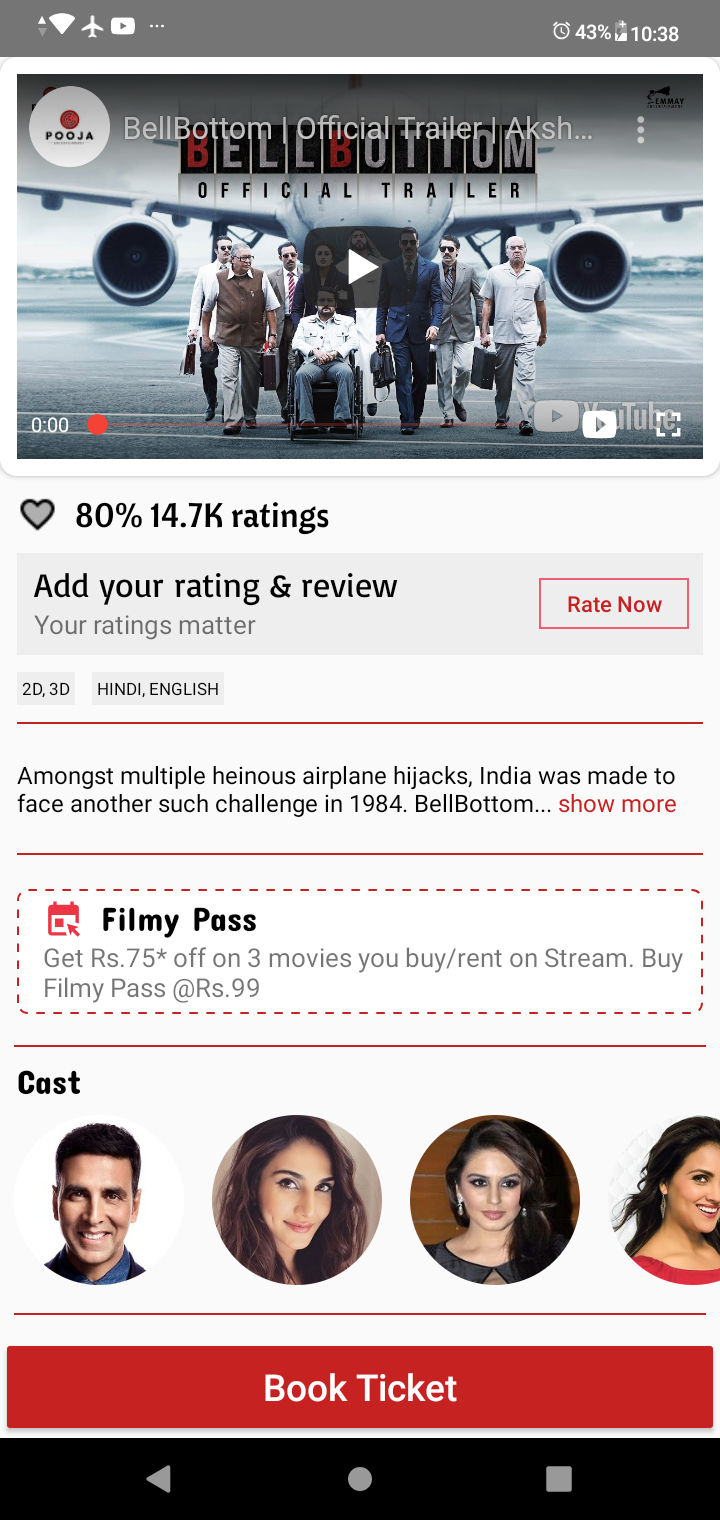 43% 10:38
POOJA
BellBottom | Official Trailer | Aksh...
EMMAY
BELLBOTTOM
OFFICIAL TRAILER
0:00
YouTube
80% 14.7K ratings
Add your rating & review
Your ratings matter
Rate Now
2D, 3D
HINDI, ENGLISH
Amongst multiple heinous airplane hijacks, India was made to
face another such challenge in 1984. BellBottom... show more
Filmy Pass
Get Rs.75* off on 3 movies you buy/rent on Stream. Buy
Filmy Pass @Rs.99
Cast
Book Ticket